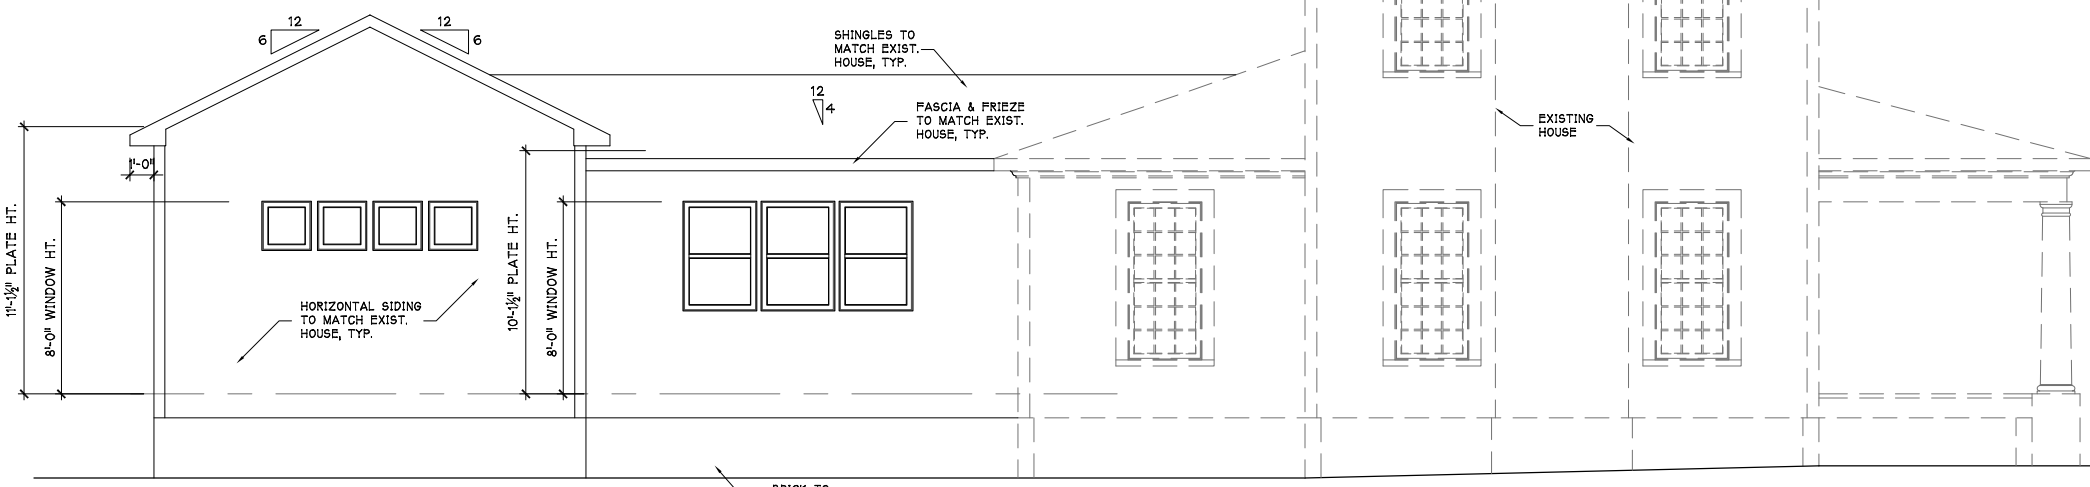 12
6
12
6
SHINGLES TO
MATCH EXIST.
HOUSE, TYP.
12
4
FASCIA & FRIEZE
TO MATCH EXIST.
HOUSE, TYP.
EXISTING
HOUSE
1'-0"
11'-1½" PLATE HT.
8'-0" WINDOW HT.
10'-1½" PLATE HT.
8'-0" WINDOW HT.
HORIZONTAL SIDING
TO MATCH EXIST.
HOUSE, TYP.
BRICK TO